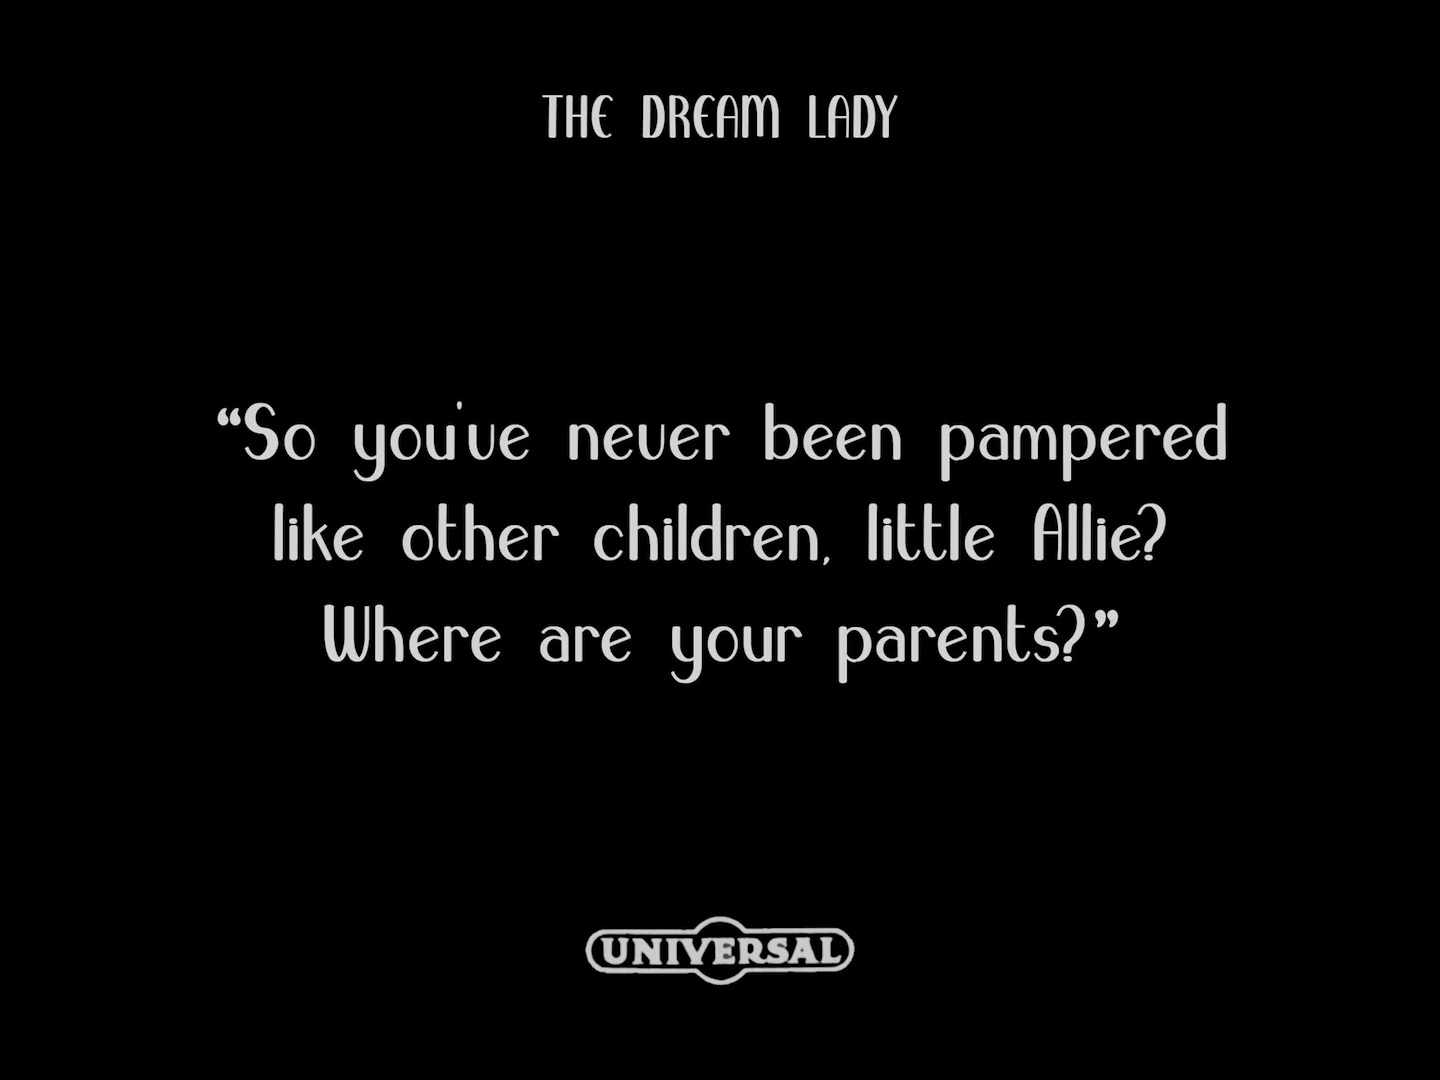 THE DREAM LADY
“So you've never been pampered
like other children, little Allie?
Where are your parents?”
UNIVERSAL